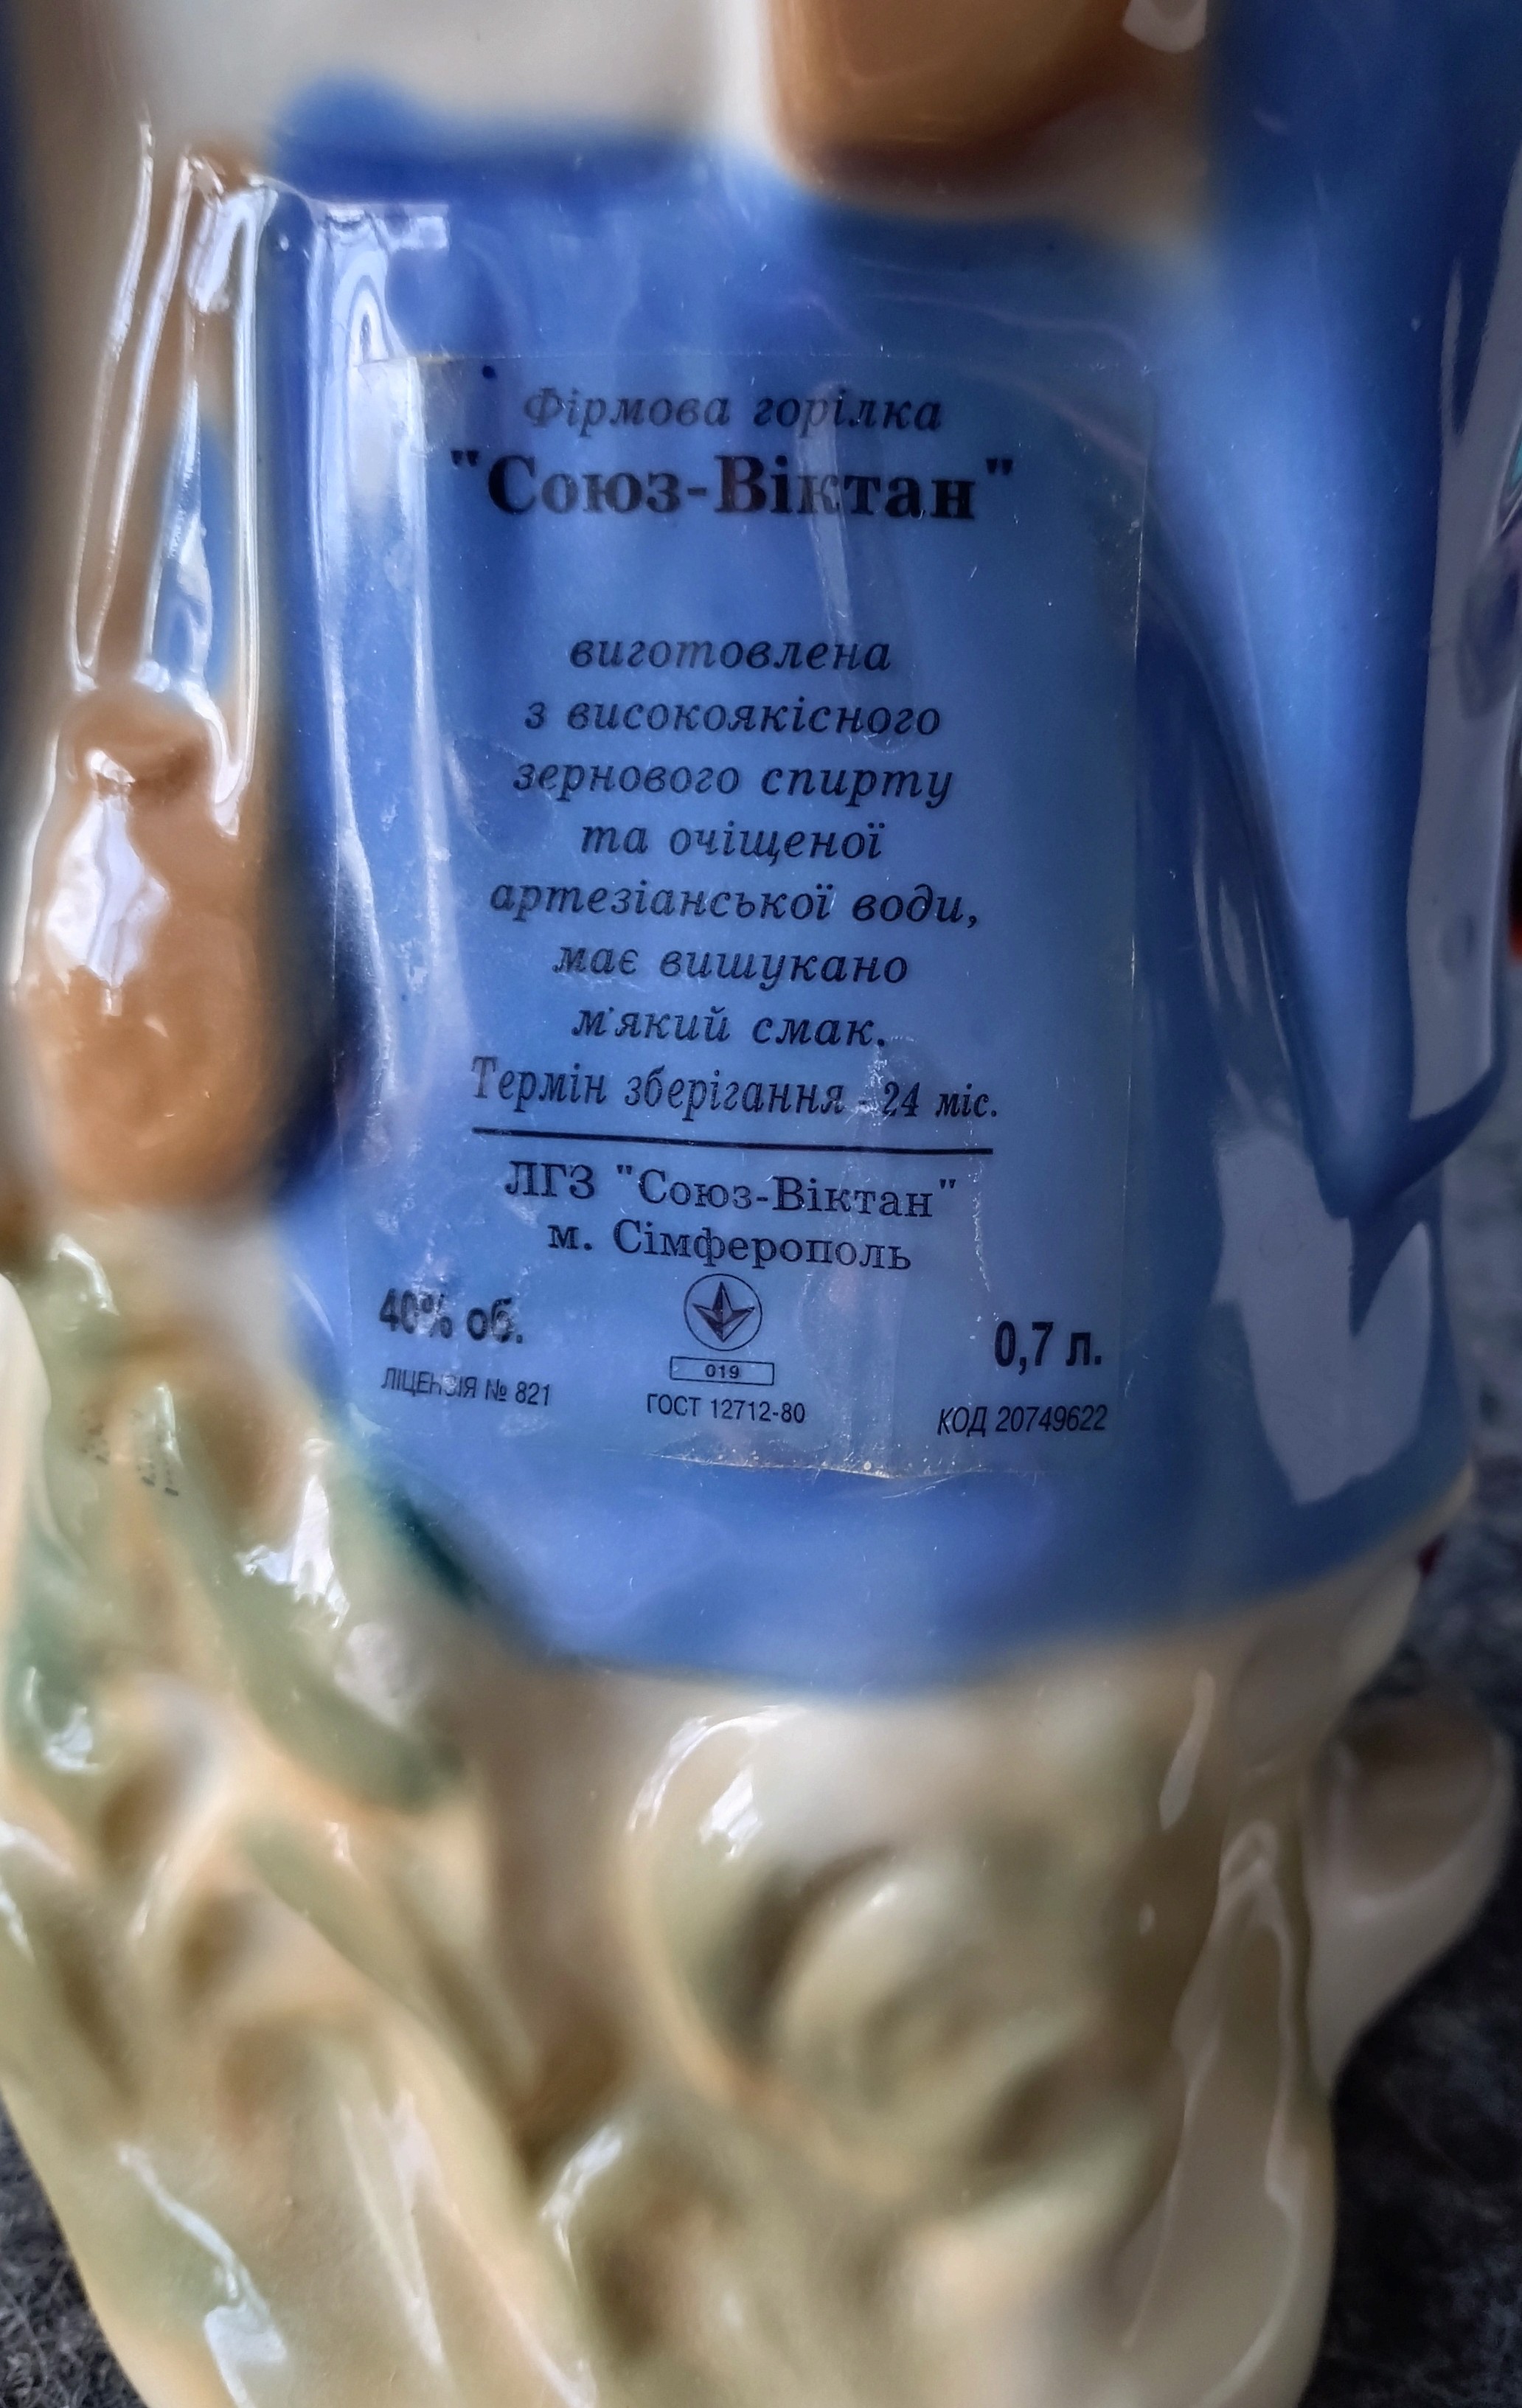 Фірмова горілка
"Союз-Віктан"
виготовлена
з високоякісного
зернового спирту
та очіщеної
артезіанської води,
має вишукано
м'який смак.
Термін зберігання - 24 міс.
ЛГЗ "Союз-Віктан"
м. Сімферополь
40% об.
0,7 л.
019
ЛІЦЕНЗІЯ № 821
ГОСТ 12712-80
КОД 20749622